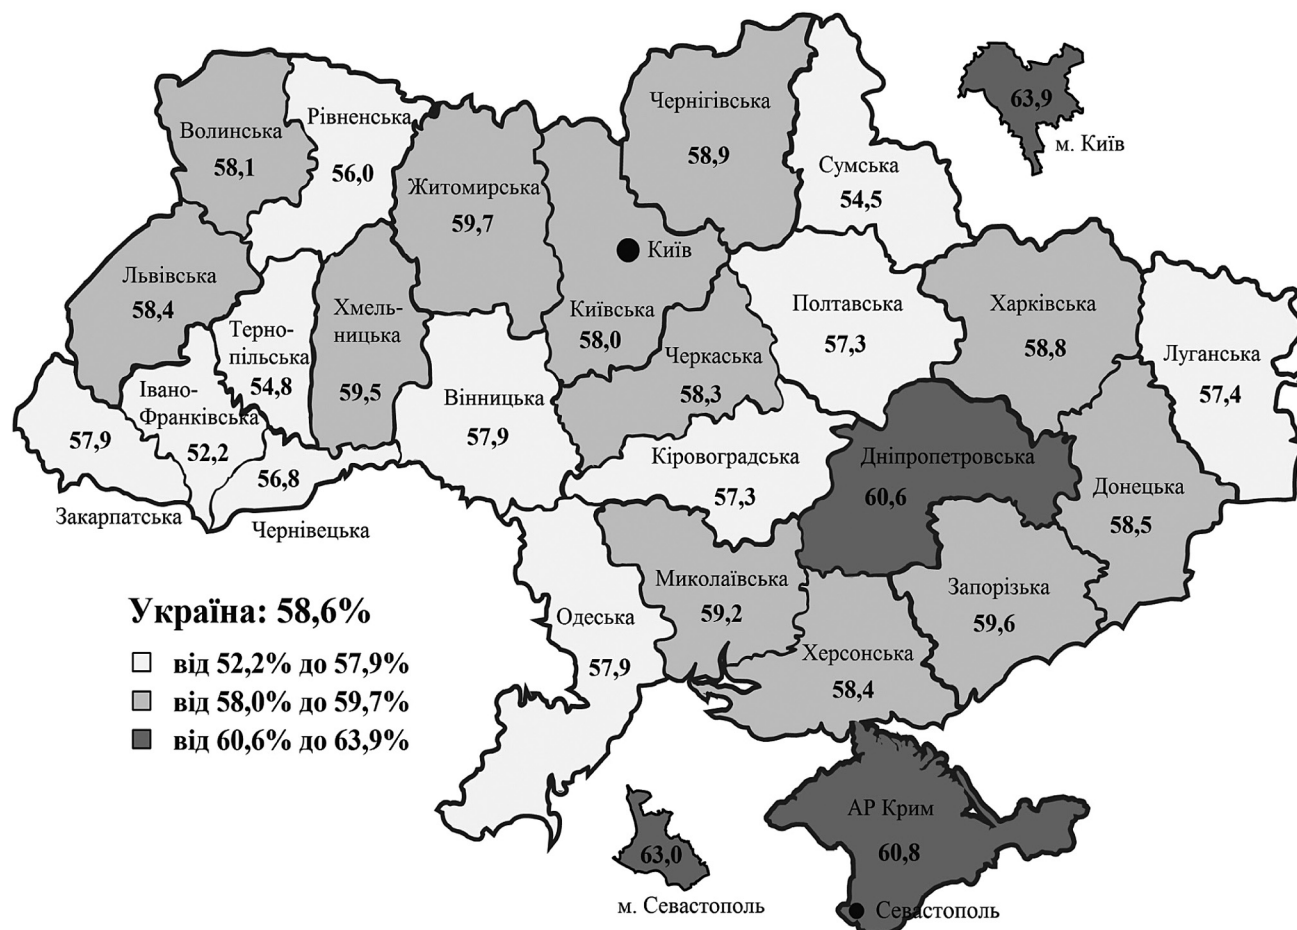 Волинська
58,1
Рівненська
56,0
Житомирська
59,7
Чернігівська
58,9
Сумська
54,5
63,9
м. Київ
Київ
Київська
58,0
Львівська
58,4
Терно-
пільська
54,8
Хмель-
ницька
59,5
Вінницька
57,9
Черкаська
58,3
Полтавська
57,3
Харківська
58,8
Луганська
57,4
Івано-
Франківська
52,2
57,9
Закарпатська
56,8
Чернівецька
Кіровоградська
57,3
Дніпропетровська
60,6
Донецька
58,5
Одеська
57,9
Миколаївська
59,2
Запорізька
59,6
Херсонська
58,4
Україна: 58,6%
від 52,2% до 57,9%
від 58,0% до 59,7%
від 60,6% до 63,9%
63,0
м. Севастополь
АР Крим
60,8
Севастополь